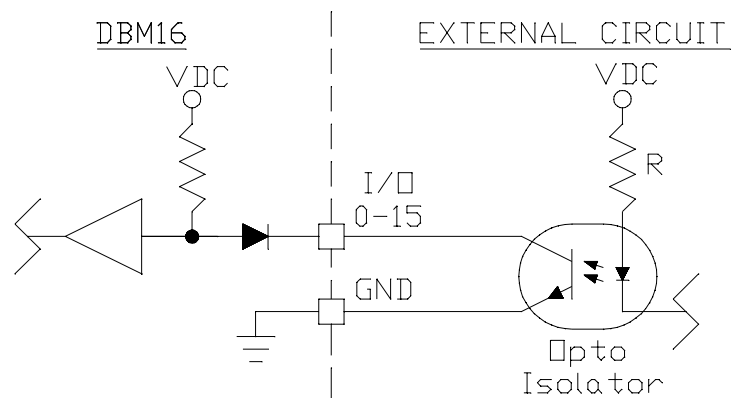 DBM16
EXTERNAL CIRCUIT
VDC
VDC
R
I/O
0-15
GND
Opto
Isolator